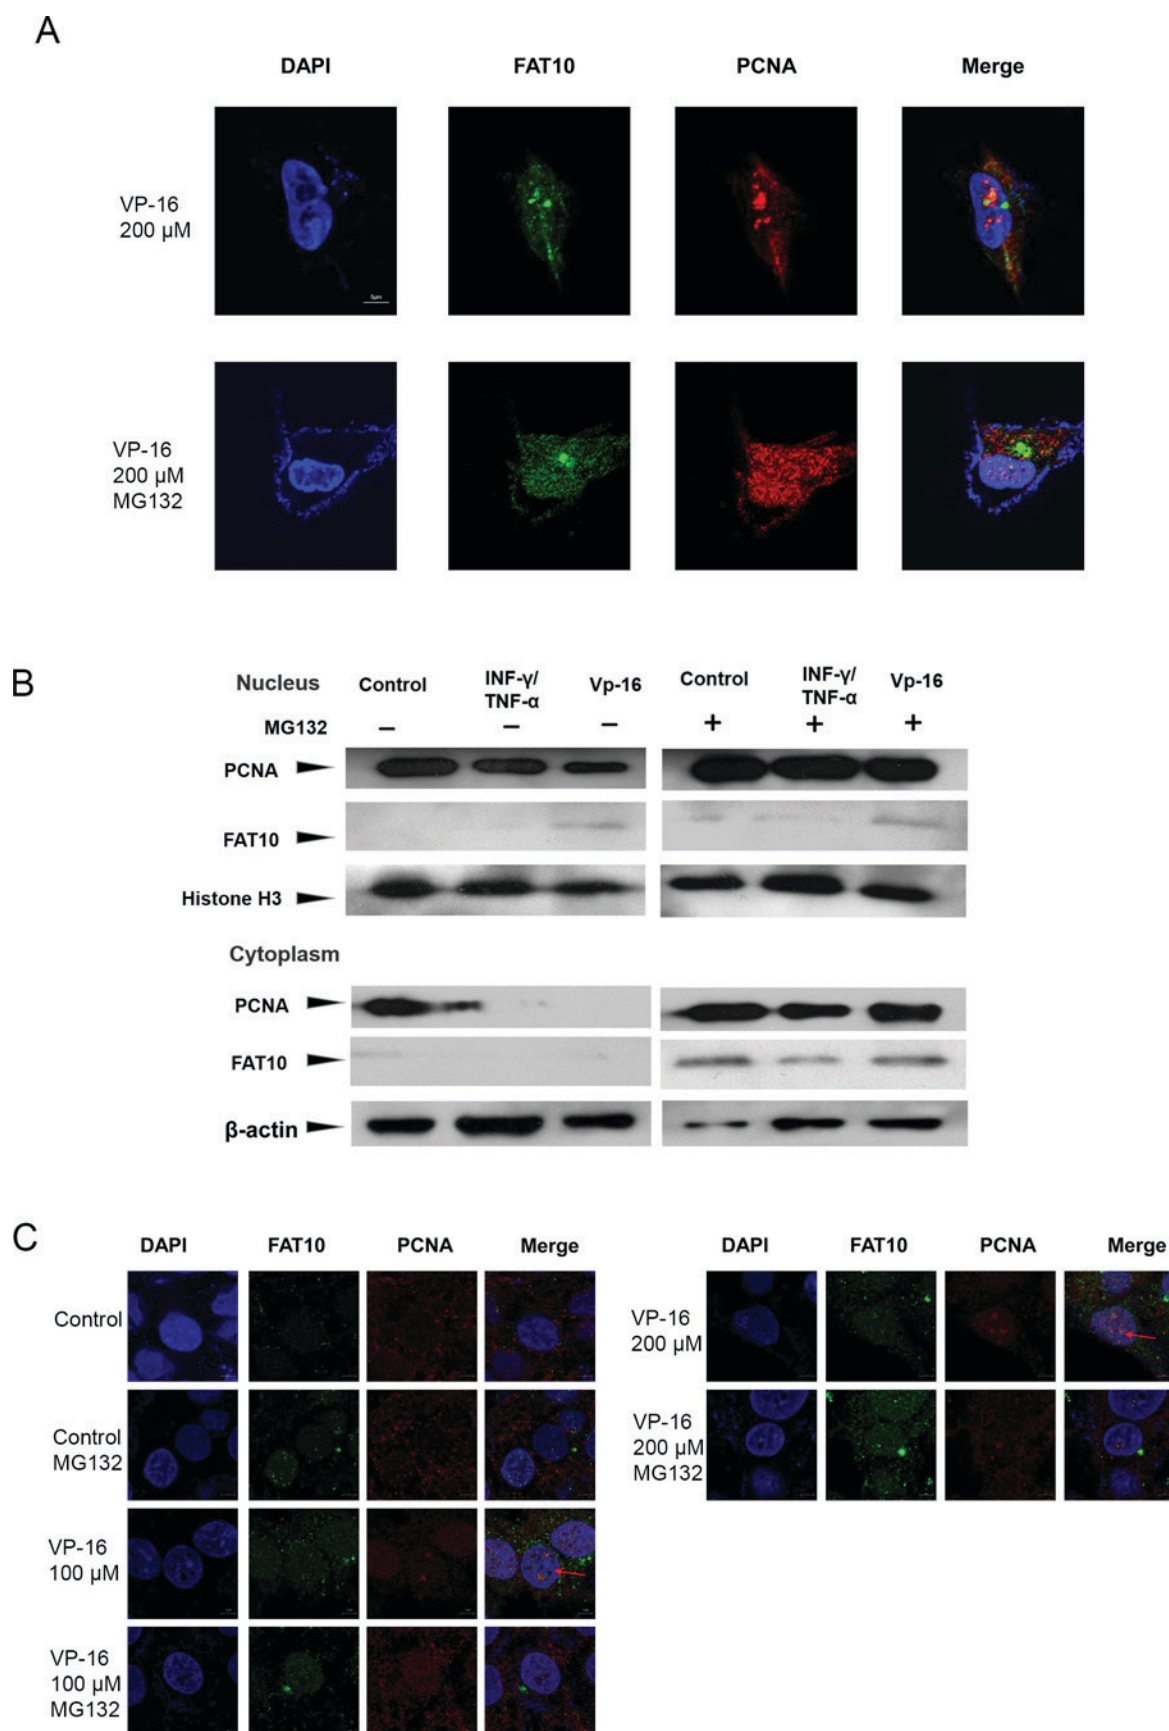 A
DAPI FAT10 PCNA Merge
VP-16
200 μM
5μm
VP-16
200 μM
MG132
B
Nucleus Control INF-γ/ TNF-α Vp-16 Control INF-γ/ TNF-α Vp-16
MG132 – – – + + +
PCNA
FAT10
Histone H3
Cytoplasm
PCNA
FAT10
β-actin
C
DAPI FAT10 PCNA Merge
Control
Control
MG132
VP-16
100 μM
VP-16
100 μM
MG132
DAPI FAT10 PCNA Merge
VP-16
200 μM
VP-16
200 μM
MG132